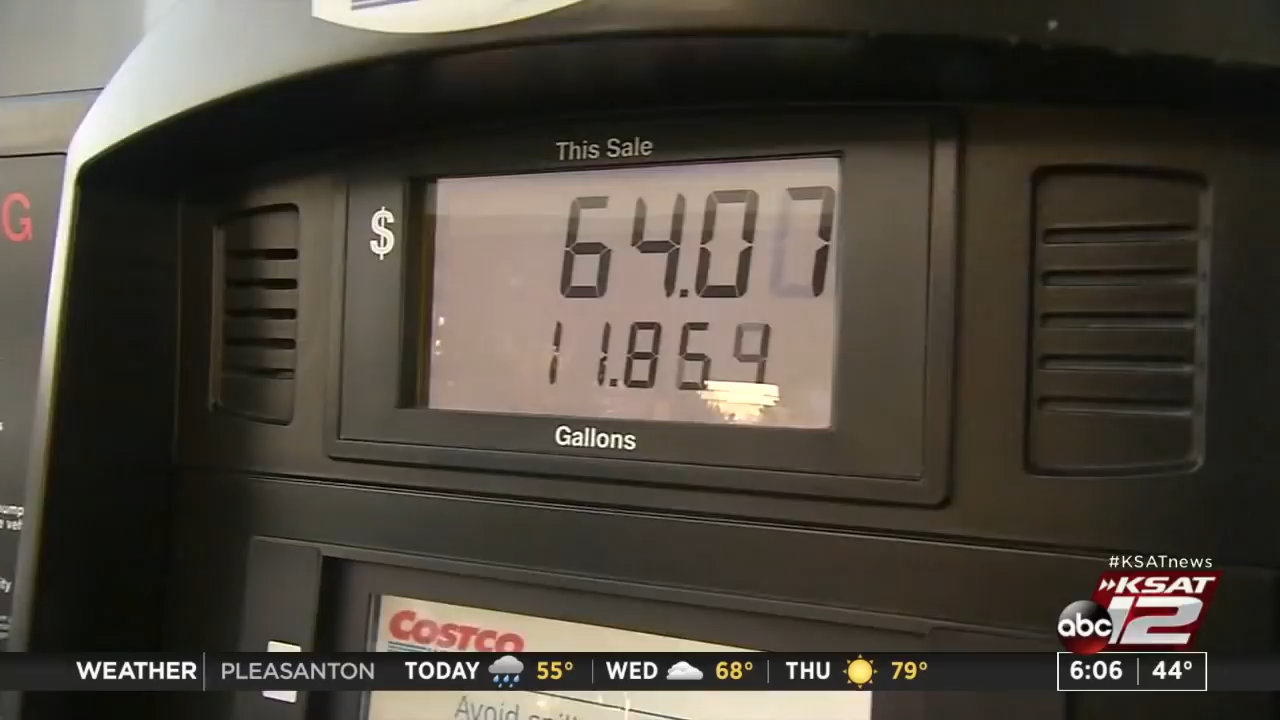 This Sale
$ 64.07
11.869
Gallons
G
ump
#KSATnews
KSAT
abc 12
COSTCO
WEATHER PLEASANTON TODAY 55° WED 68° THU 79° 6:06 44°
Avoid